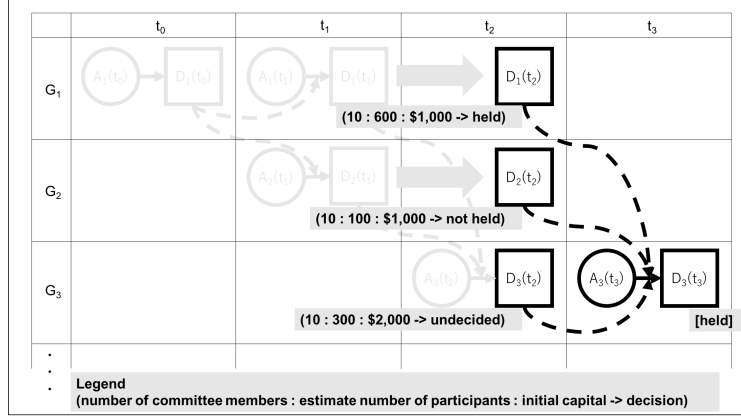 t₀ t₁ t₂ t₃
G₁
A₁(t₀) D₁(t₀) A₁(t₁) D₁(t₁) D₁(t₂)
(10 : 600 : $1,000 -> held)
G₂
A₂(t₁) D₂(t₁) D₂(t₂)
(10 : 100 : $1,000 -> not held)
G₃
A₃(t₂) D₃(t₂) A₃(t₃) D₃(t₃)
(10 : 300 : $2,000 -> undecided) [held]
Legend
(number of committee members : estimate number of participants : initial capital -> decision)